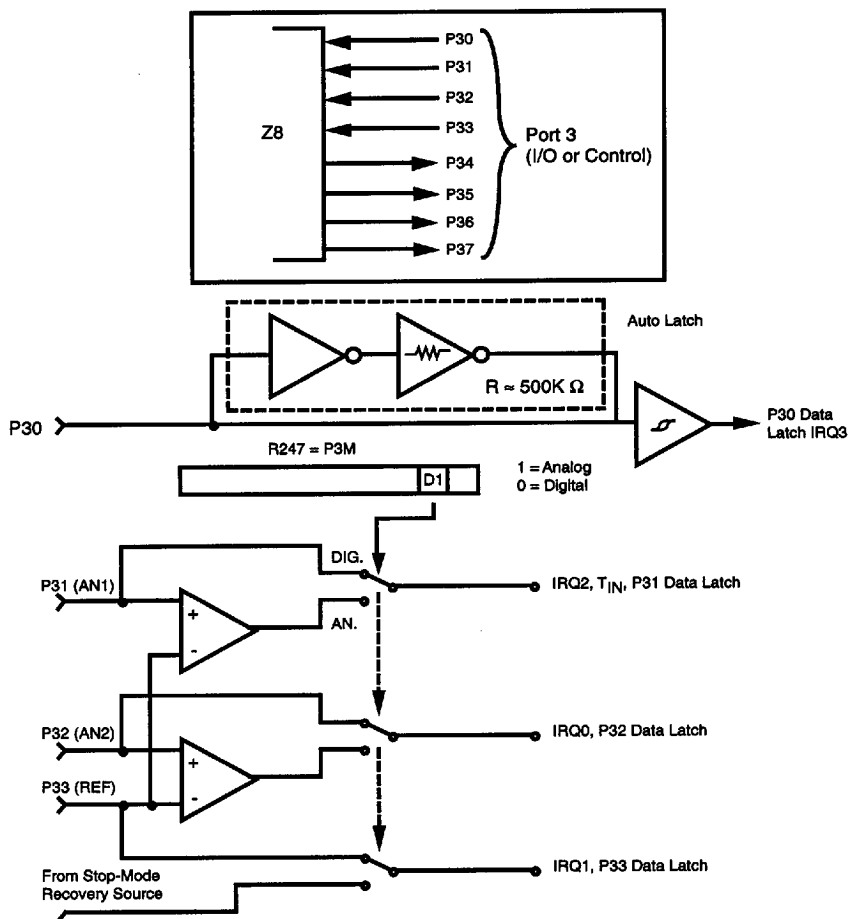 P30
P31
P32
P33
Z8
Port 3
(I/O or Control)
P34
P35
P36
P37
Auto Latch
R ≈ 500K Ω
P30
P30 Data
Latch IRQ3
R247 = P3M
D1
1 = Analog
0 = Digital
DIG.
P31 (AN1)
+
-
AN.
IRQ2, TIN, P31 Data Latch
P32 (AN2)
+
-
IRQ0, P32 Data Latch
P33 (REF)
IRQ1, P33 Data Latch
From Stop-Mode
Recovery Source